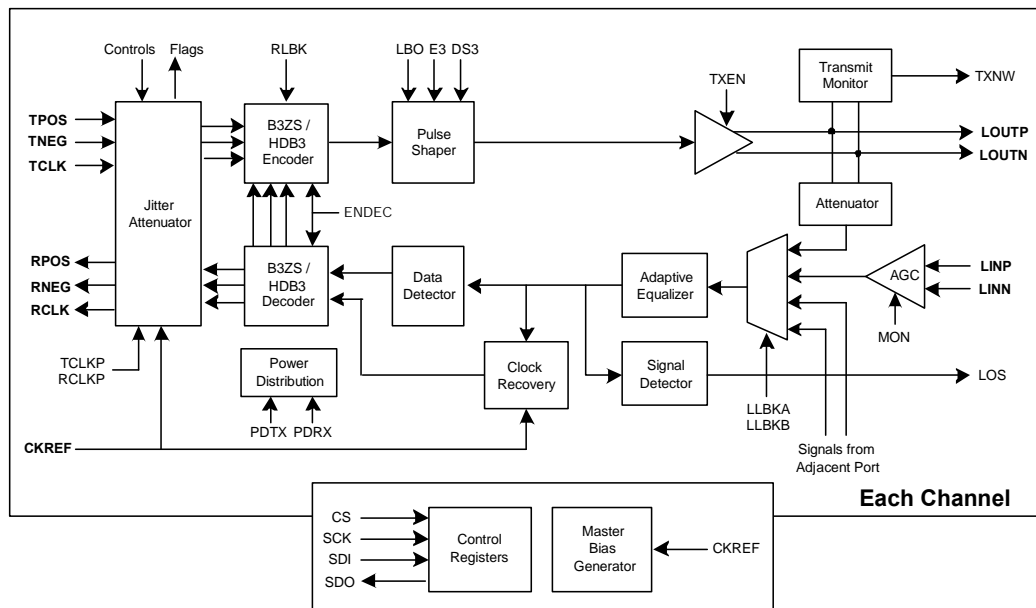 Controls
Flags
RLBK
LBO
E3
DS3
TXEN
Transmit
Monitor
TXNW
TPOS
TNEG
TCLK
B3ZS /
HDB3
Encoder
Pulse
Shaper
LOUTP
LOUTN
Jitter
Attenuator
ENDEC
Attenuator
RPOS
RNEG
RCLK
B3ZS /
HDB3
Decoder
Data
Detector
Adaptive
Equalizer
AGC
LINP
LINN
MON
TCLKP
RCLKP
Power
Distribution
Clock
Recovery
Signal
Detector
LOS
PDTX
PDRX
LLBKA
LLBKB
CKREF
Signals from
Adjacent Port
Each Channel
CS
SCK
SDI
SDO
Control
Registers
Master
Bias
Generator
CKREF